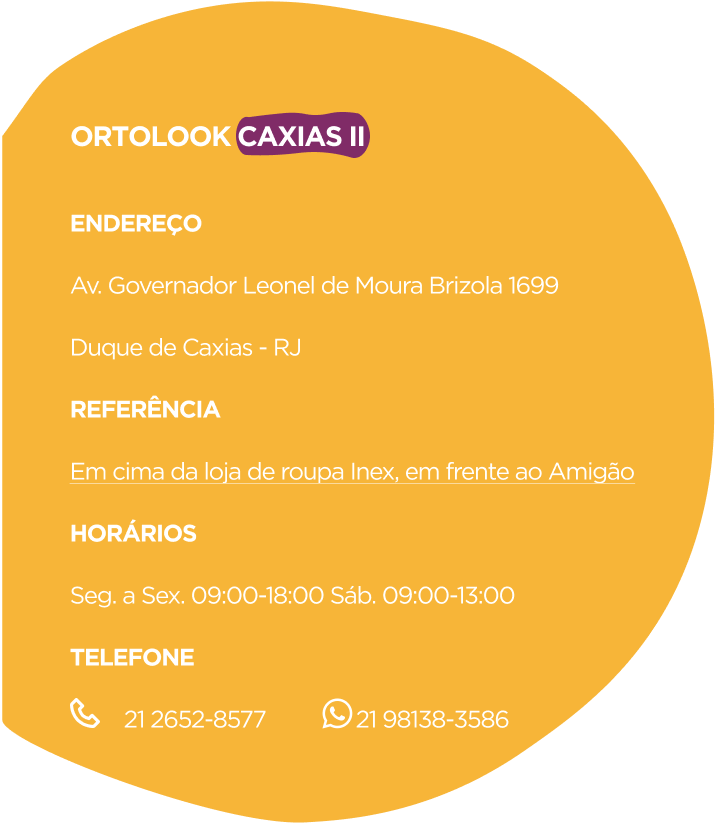 ORTOLOOK CAXIAS II
ENDEREÇO
Av. Governador Leonel de Moura Brizola 1699
Duque de Caxias - RJ
REFERÊNCIA
Em cima da loja de roupa Inex, em frente ao Amigão
HORÁRIOS
Seg. a Sex. 09:00-18:00 Sáb. 09:00-13:00
TELEFONE
21 2652-8577 21 98138-3586